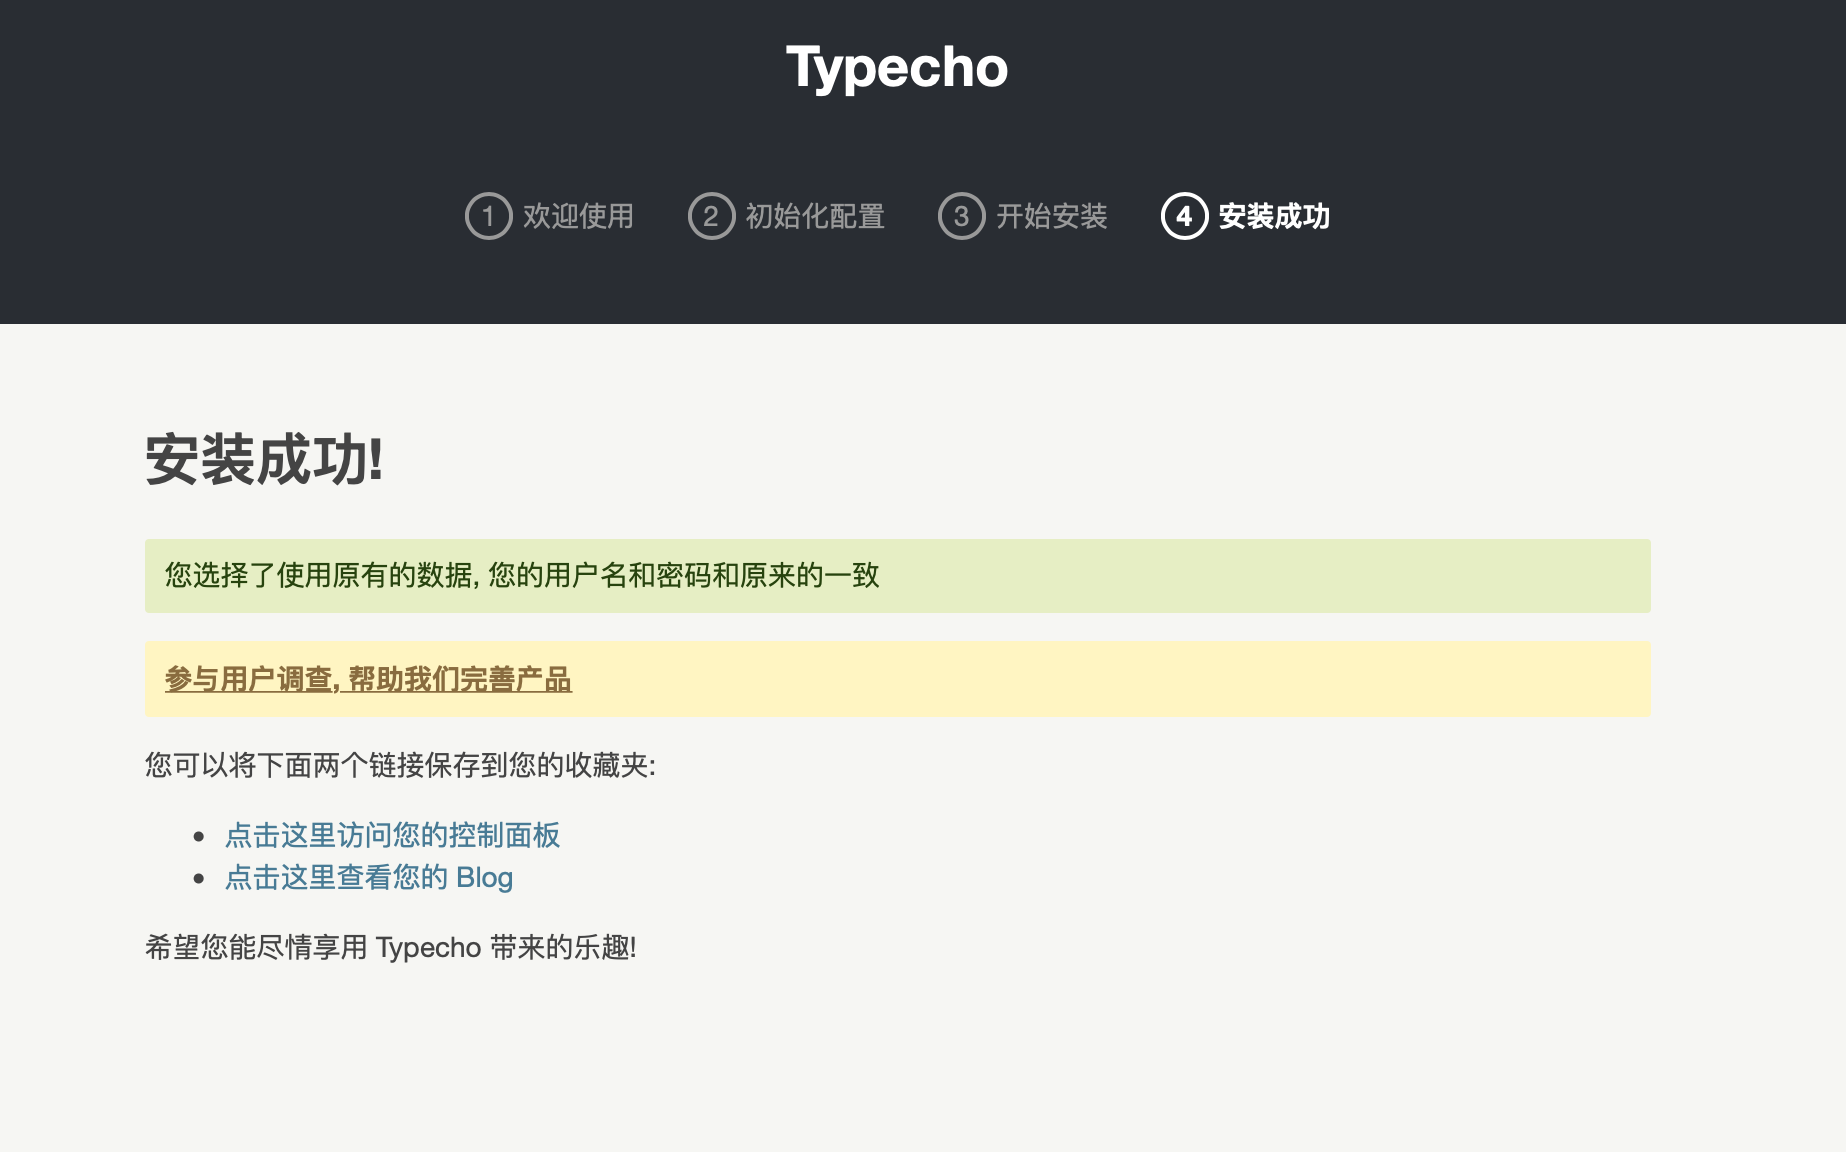 Typecho
1 欢迎使用 2 初始化配置 3 开始安装 4 安装成功
安装成功!
您选择了使用原有的数据, 您的用户名和密码和原来的一致
参与用户调查, 帮助我们完善产品
您可以将下面两个链接保存到您的收藏夹:
• 点击这里访问您的控制面板
• 点击这里查看您的 Blog
希望您能尽情享用 Typecho 带来的乐趣!